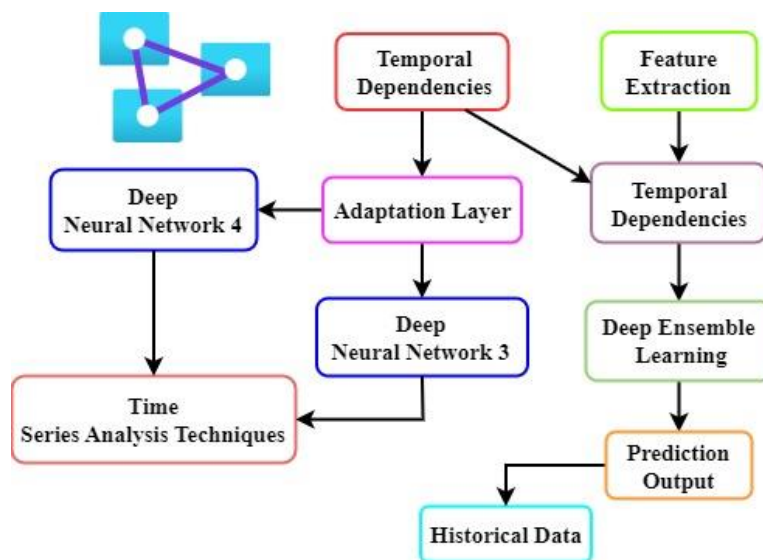 Temporal
Dependencies
Feature
Extraction
Deep
Neural Network 4
Adaptation Layer
Temporal
Dependencies
Deep
Neural Network 3
Deep Ensemble
Learning
Time
Series Analysis Techniques
Prediction
Output
Historical Data